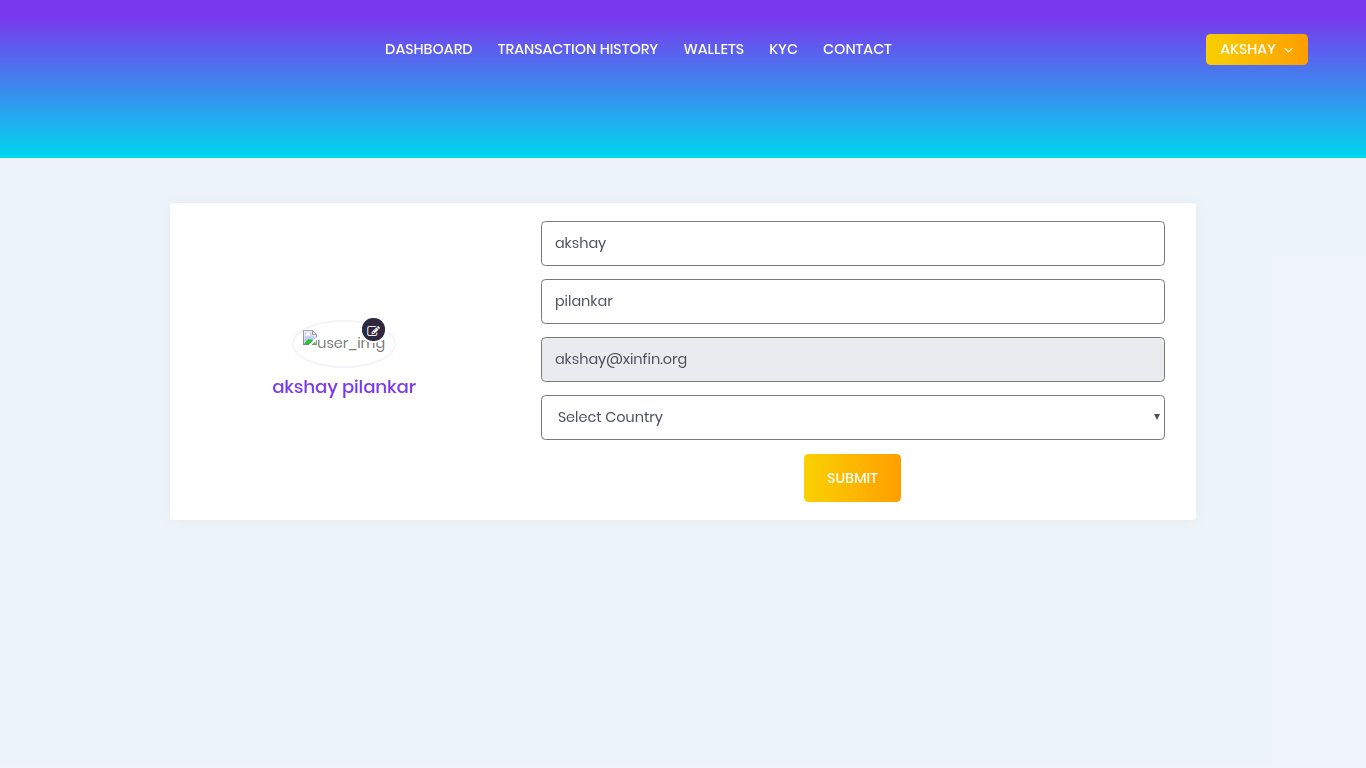 DASHBOARD TRANSACTION HISTORY WALLETS KYC CONTACT AKSHAY
akshay
pilankar
user_img
akshay@xinfin.org
akshay pilankar
Select Country
SUBMIT